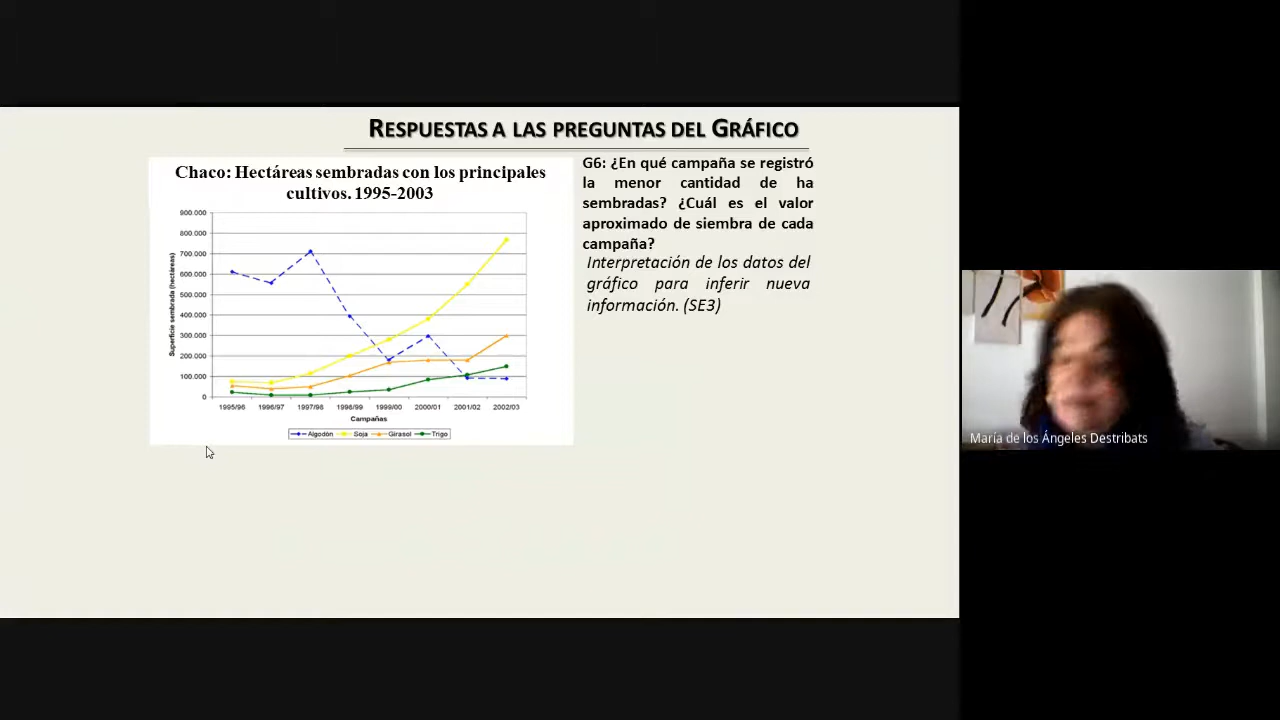 RESPUESTAS A LAS PREGUNTAS DEL GRÁFICO
Chaco: Hectáreas sembradas con los principales
cultivos. 1995-2003
900.000
800.000
700.000
600.000
500.000
400.000
300.000
200.000
100.000
0
Superficie sembrada (hectáreas)
1995/96 1996/97 1997/98 1998/99 1999/00 2000/01 2001/02 2002/03
Campañas
Algodón Soja Girasol Trigo
G6: ¿En qué campaña se registró
la menor cantidad de ha
sembradas? ¿Cuál es el valor
aproximado de siembra de cada
campaña?
Interpretación de los datos del
gráfico para inferir nueva
información. (SE3)
María de los Ángeles Destribats